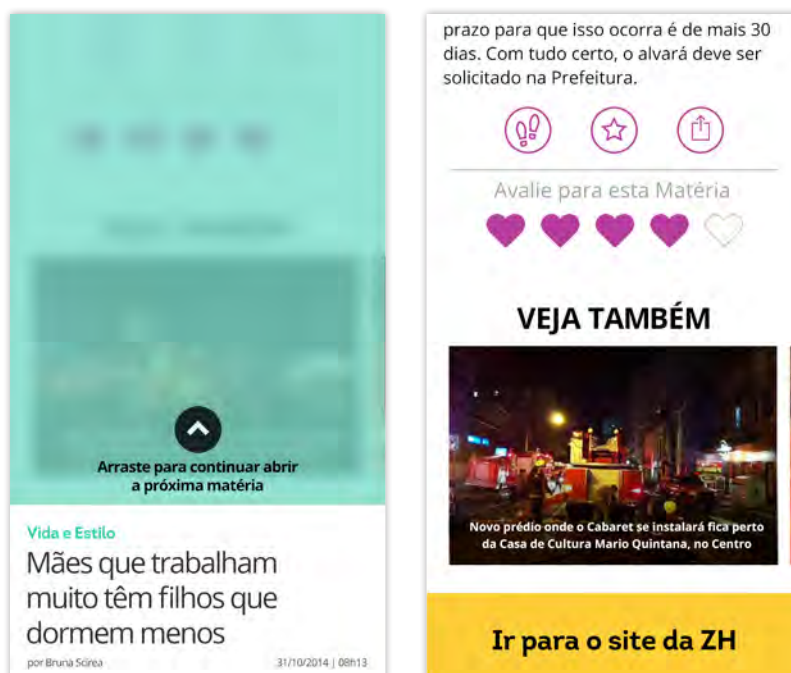 Arraste para continuar abrir
a próxima matéria
Vida e Estilo
Mães que trabalham
muito têm filhos que
dormem menos
por Bruna Scirea
31/10/2014 | 08h13
prazo para que isso ocorra é de mais 30
dias. Com tudo certo, o alvará deve ser
solicitado na Prefeitura.
Avalie para esta Matéria
VEJA TAMBÉM
Novo prédio onde o Cabaret se instalará fica perto
da Casa de Cultura Mario Quintana, no Centro
Ir para o site da ZH